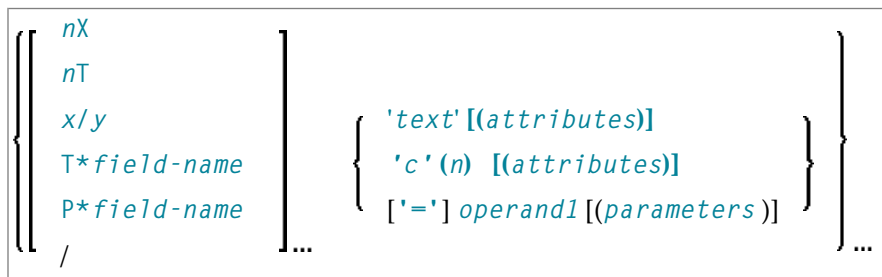 nX
nT
x/y
T*field-name
P*field-name
/
...
'text' [(attributes)]
'c' (n) [(attributes)]
['='] operand1 [(parameters )]
...